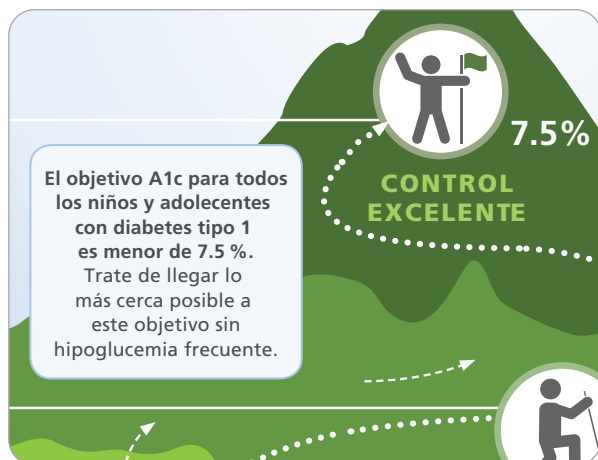 7.5%
El objetivo A1c para todos
los niños y adolecentes
con diabetes tipo 1
es menor de 7.5 %.
Trate de llegar lo
más cerca posible a
este objetivo sin
hipoglucemia frecuente.
CONTROL
EXCELENTE